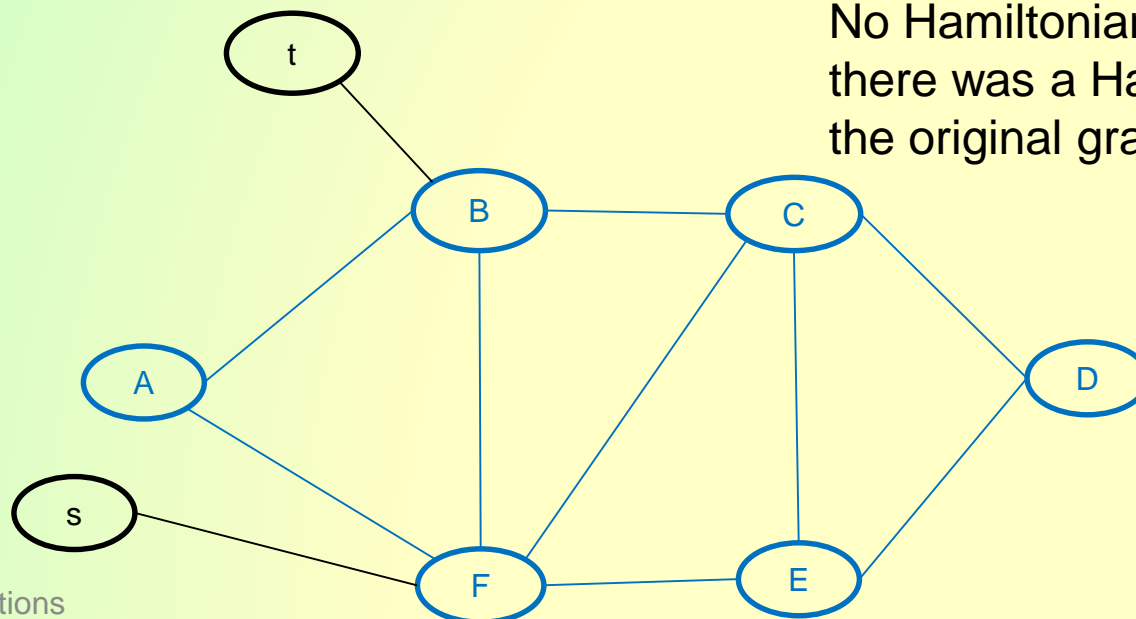 No Hamiltonian
there was a Ha
the original gra
t
B
C
A
D
s
F
E
tions